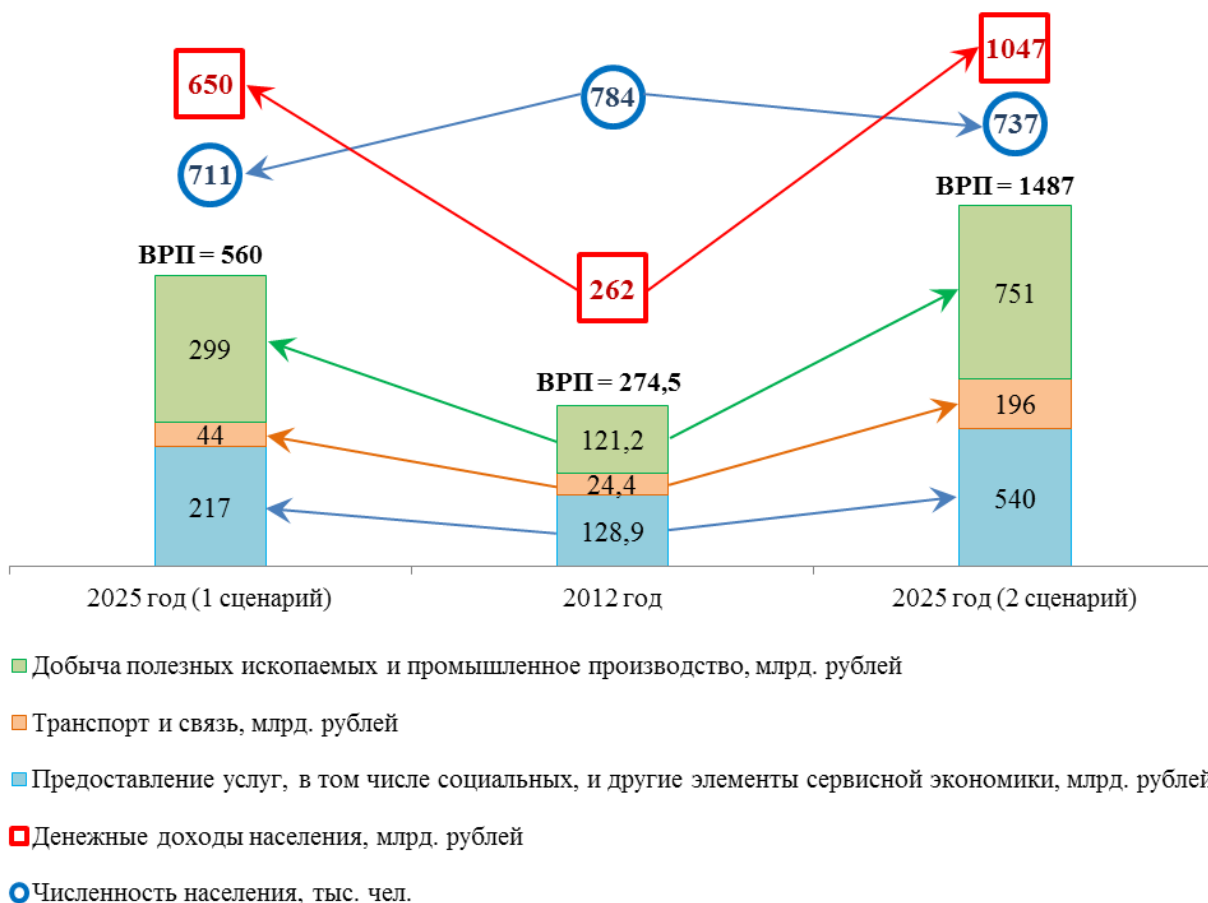 650
1047
784
711
737
ВРП = 1487
ВРП = 560
262
751
299
ВРП = 274,5
196
121,2
44
24,4
217
540
128,9
2025 год (1 сценарий)
2012 год
2025 год (2 сценарий)
Добыча полезных ископаемых и промышленное производство, млрд. рублей
Транспорт и связь, млрд. рублей
Предоставление услуг, в том числе социальных, и другие элементы сервисной экономики, млрд. рублей
Денежные доходы населения, млрд. рублей
Численность населения, тыс. чел.